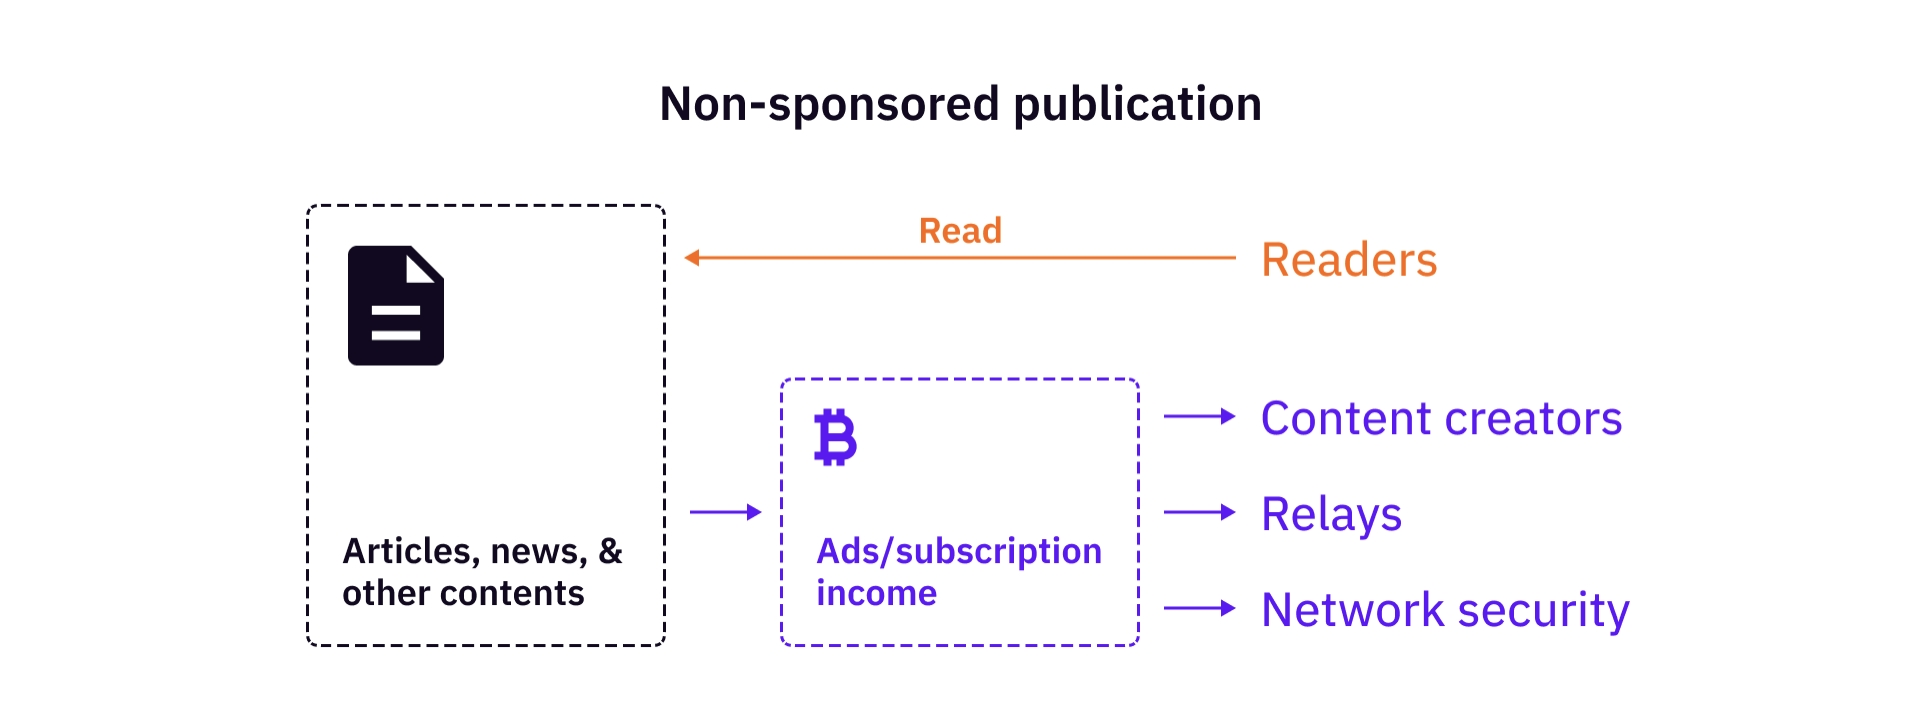 Non-sponsored publication
Read
Readers
Articles, news, &
other contents
Ads/subscription
income
Content creators
Relays
Network security